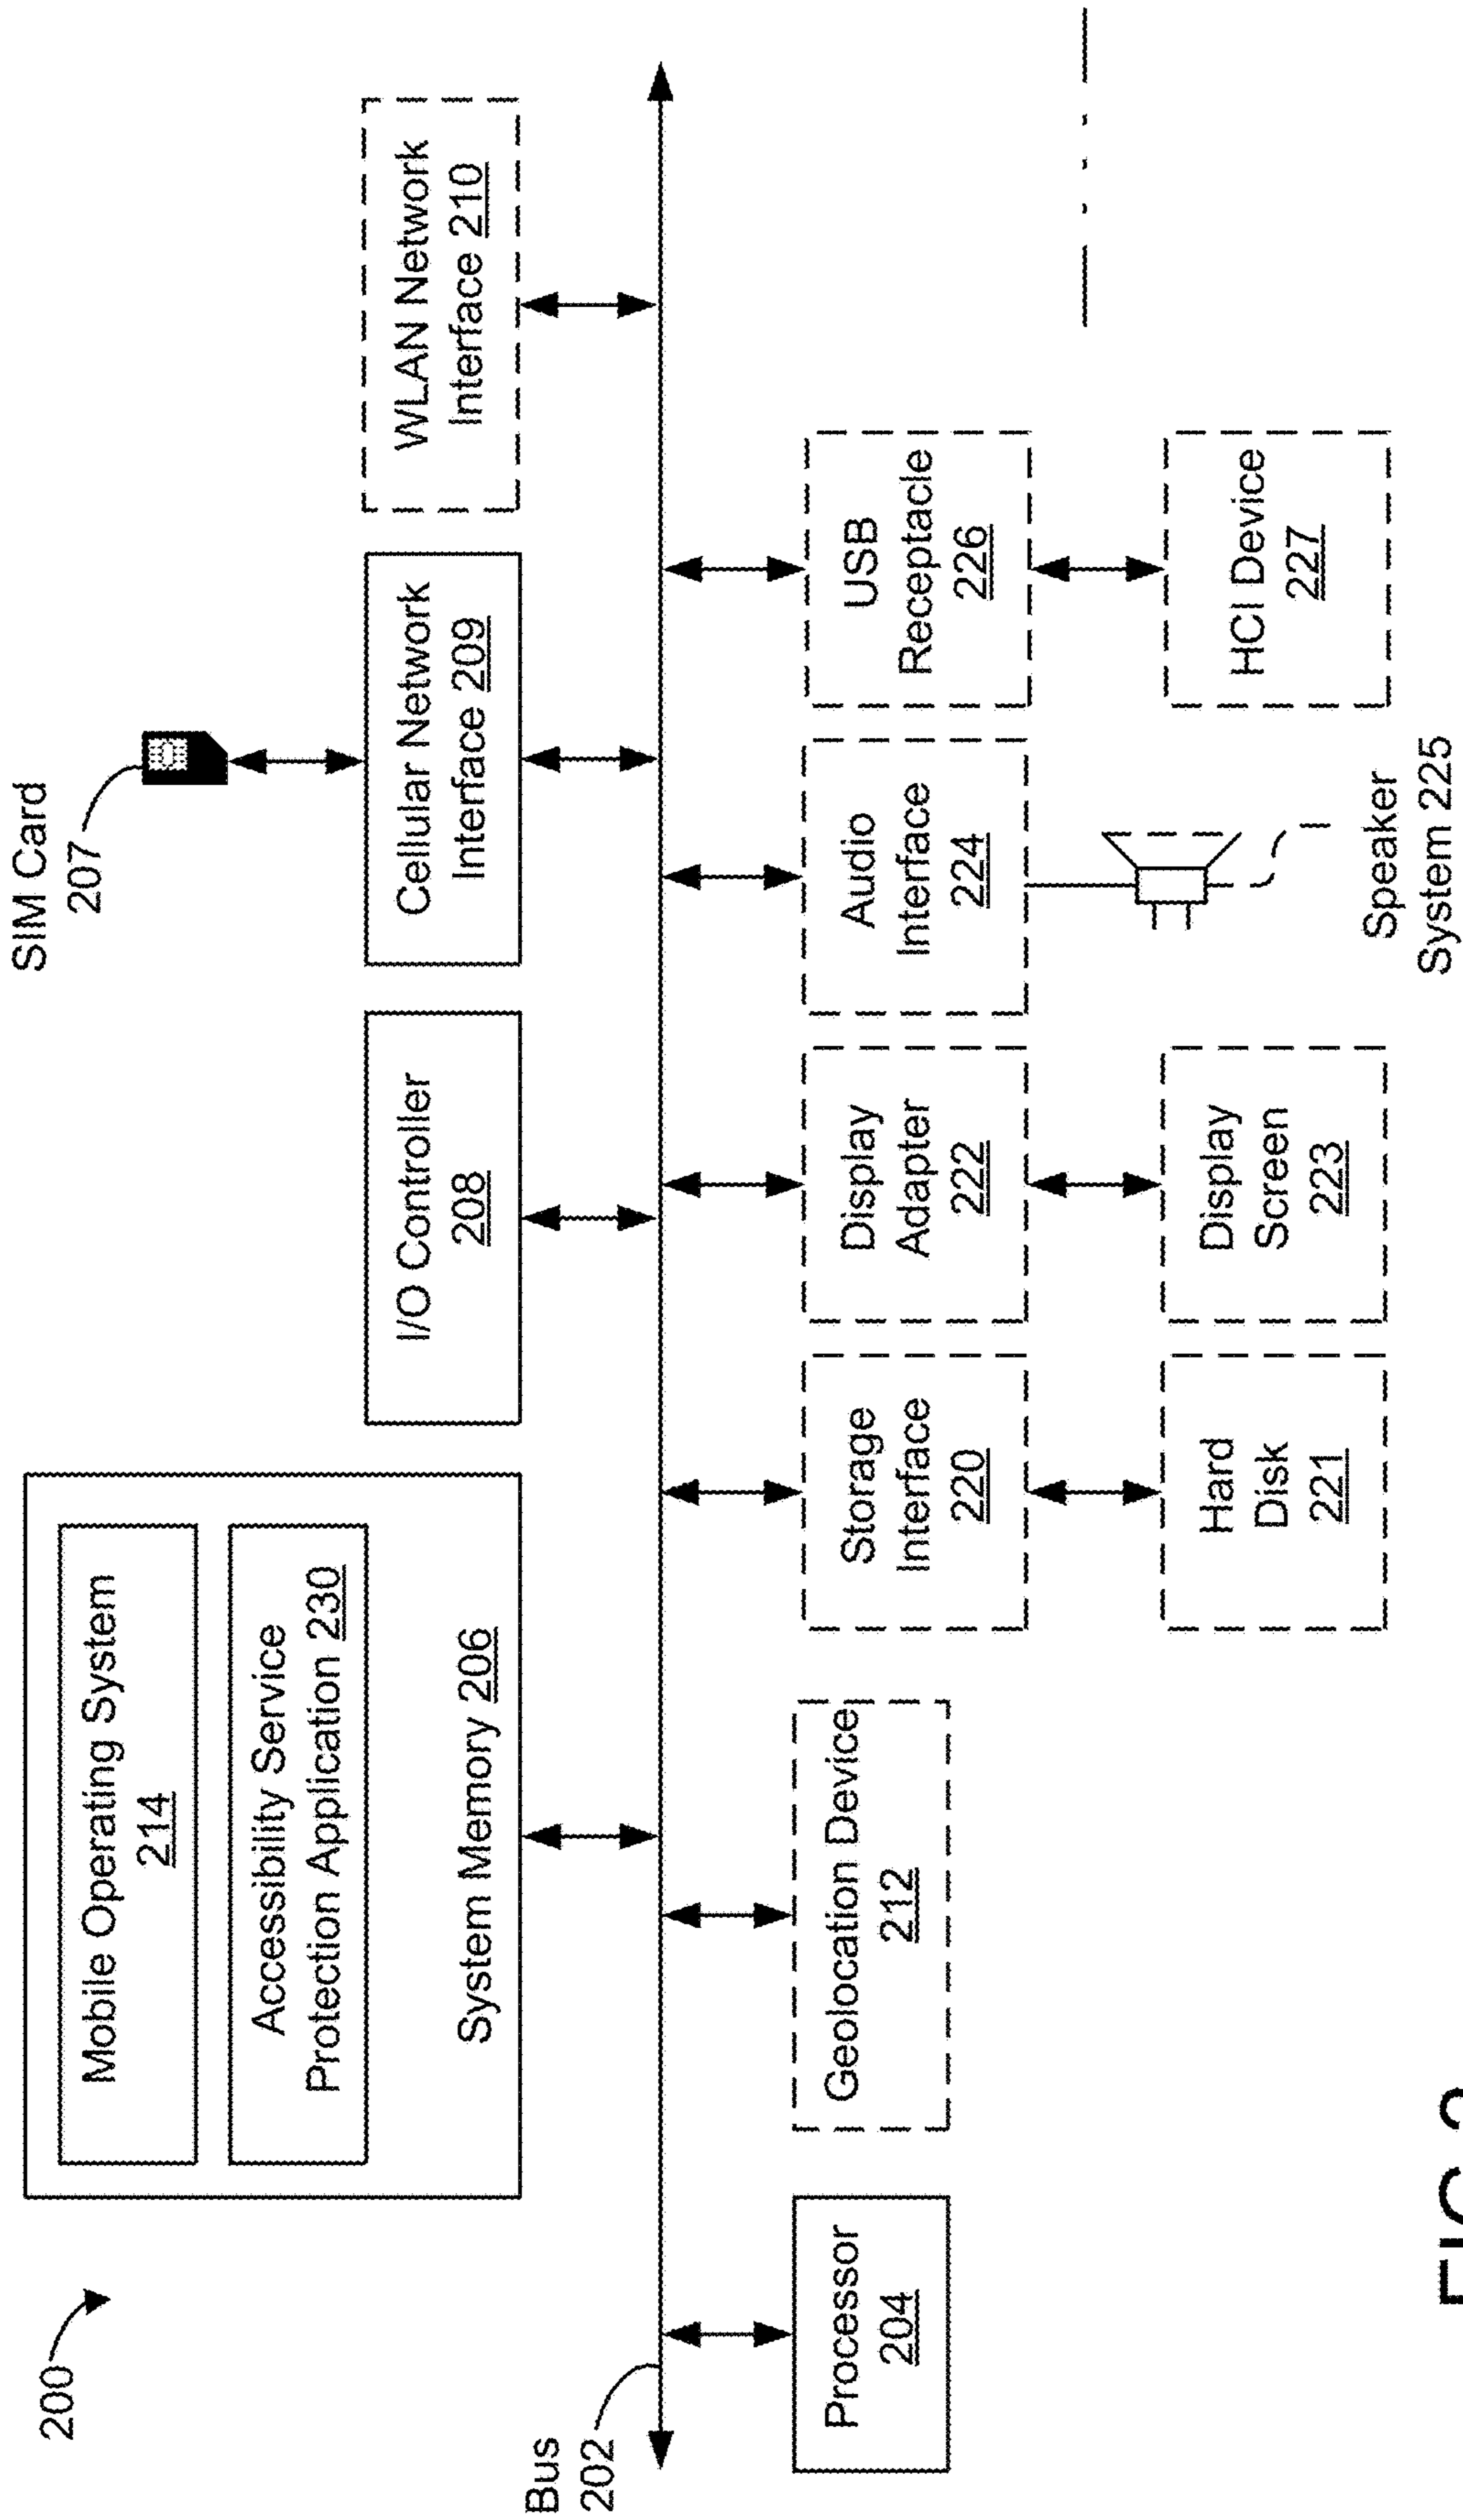 200
Mobile Operating System
214
Accessibility Service
Protection Application 230
System Memory 206
SIM Card
207
I/O Controller
208
Cellular Network
Interface 209
WLAN Network
Interface 210
Bus
202
Processor
204
Geolocation Device
212
Storage
Interface
220
Display
Adapter
222
Audio
Interface
224
USB
Receptacle
226
Hard
Disk
221
Display
Screen
223
Speaker
System 225
HCI Device
227